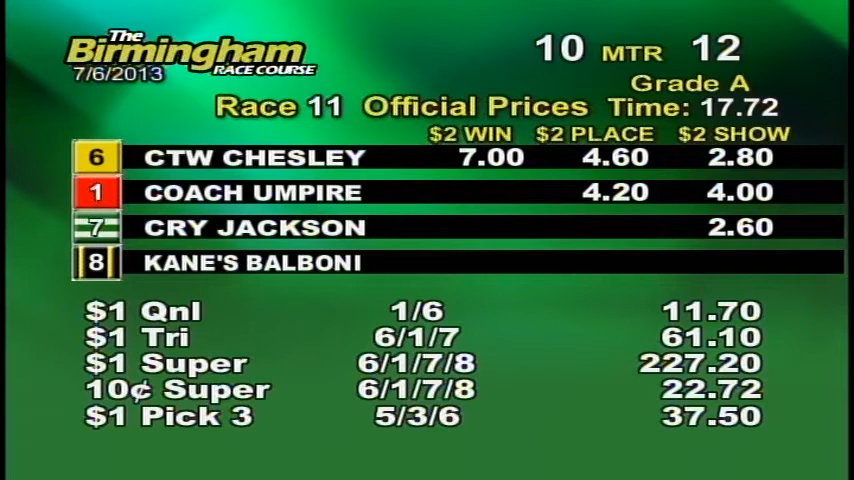 The
Birmingham
RACE COURSE
7/6/2013
10 MTR 12
Grade A
Race 11 Official Prices Time: 17.72
$2 WIN $2 PLACE $2 SHOW
6 CTW CHESLEY 7.00 4.60 2.80
1 COACH UMPIRE 4.20 4.00
7 CRY JACKSON 2.60
8 KANE'S BALBONI
$1 Qnl 1/6 11.70
$1 Tri 6/1/7 61.10
$1 Super 6/1/7/8 227.20
10¢ Super 6/1/7/8 22.72
$1 Pick 3 5/3/6 37.50